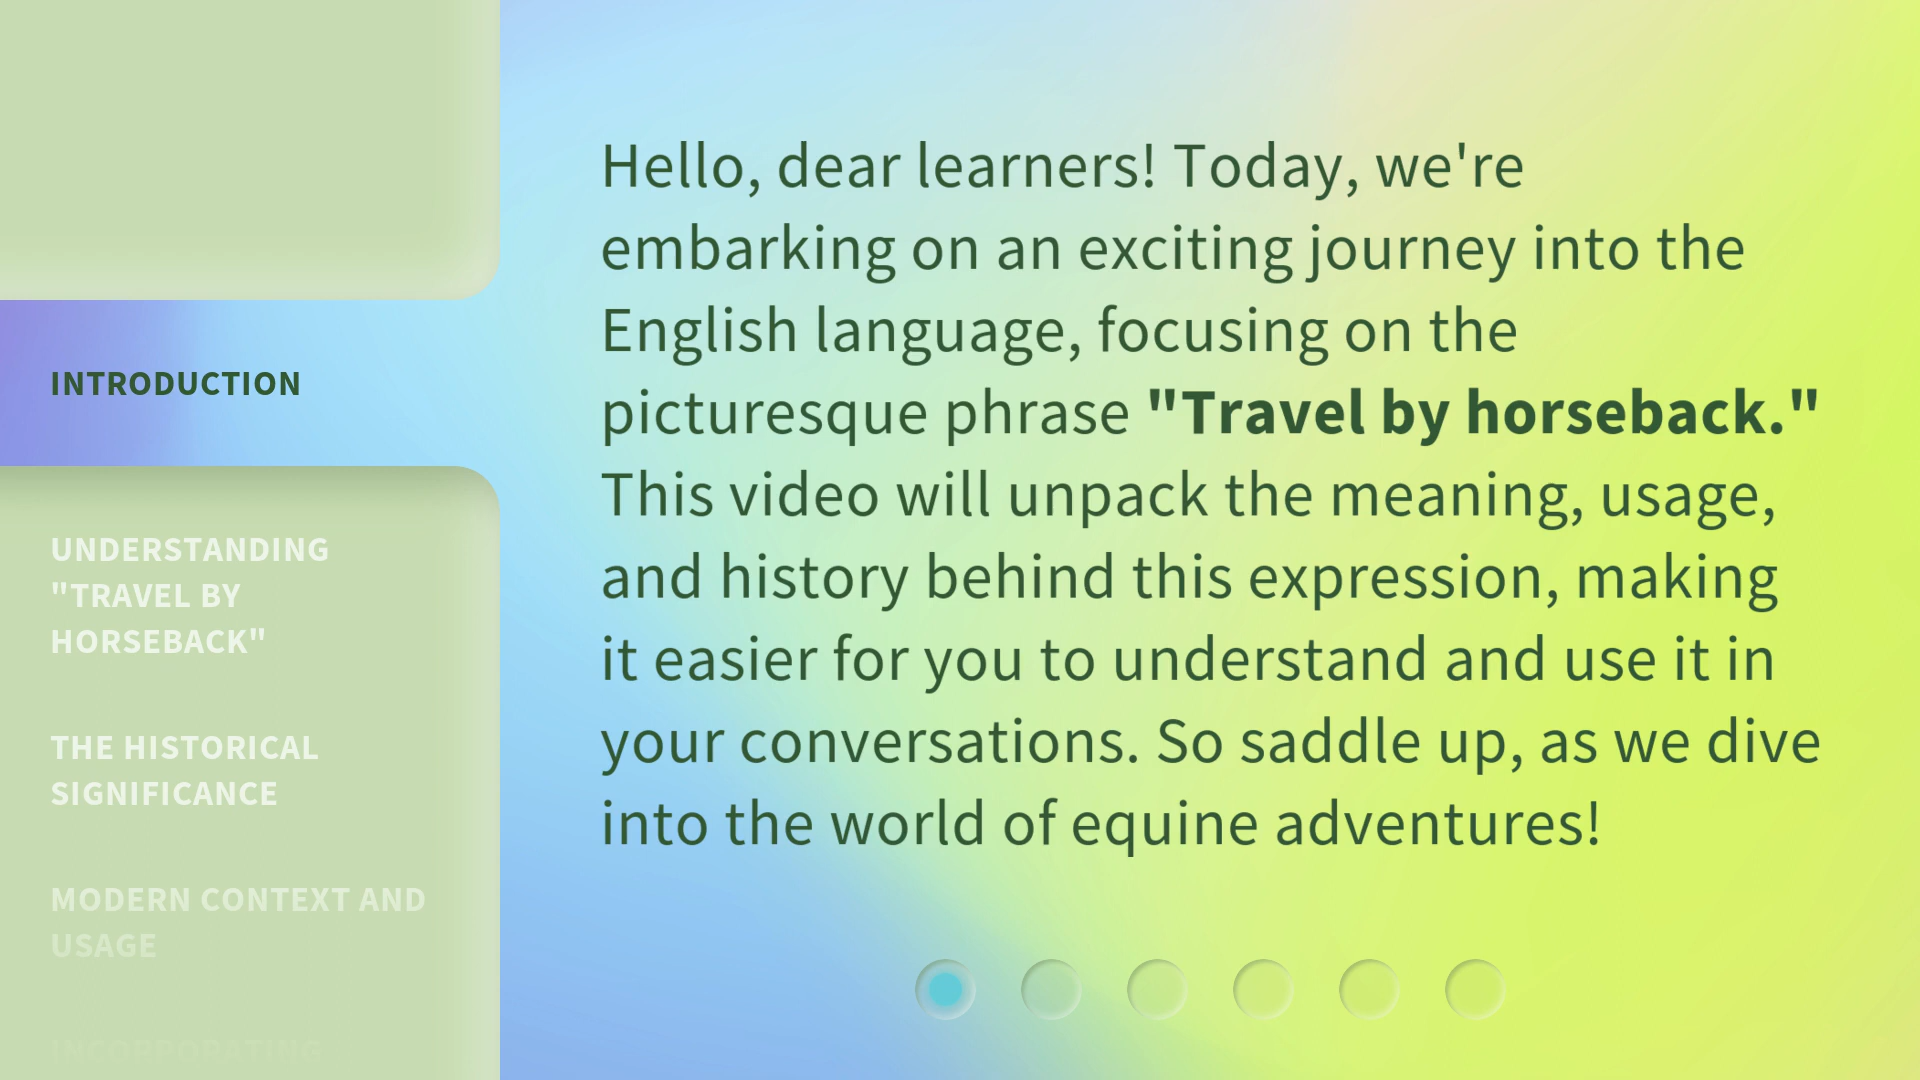 INTRODUCTION
UNDERSTANDING
"TRAVEL BY
HORSEBACK"
THE HISTORICAL
SIGNIFICANCE
MODERN CONTEXT AND
USAGE
INCORPORATING
Hello, dear learners! Today, we're
embarking on an exciting journey into the
English language, focusing on the
picturesque phrase "Travel by horseback."
This video will unpack the meaning, usage,
and history behind this expression, making
it easier for you to understand and use it in
your conversations. So saddle up, as we dive
into the world of equine adventures!